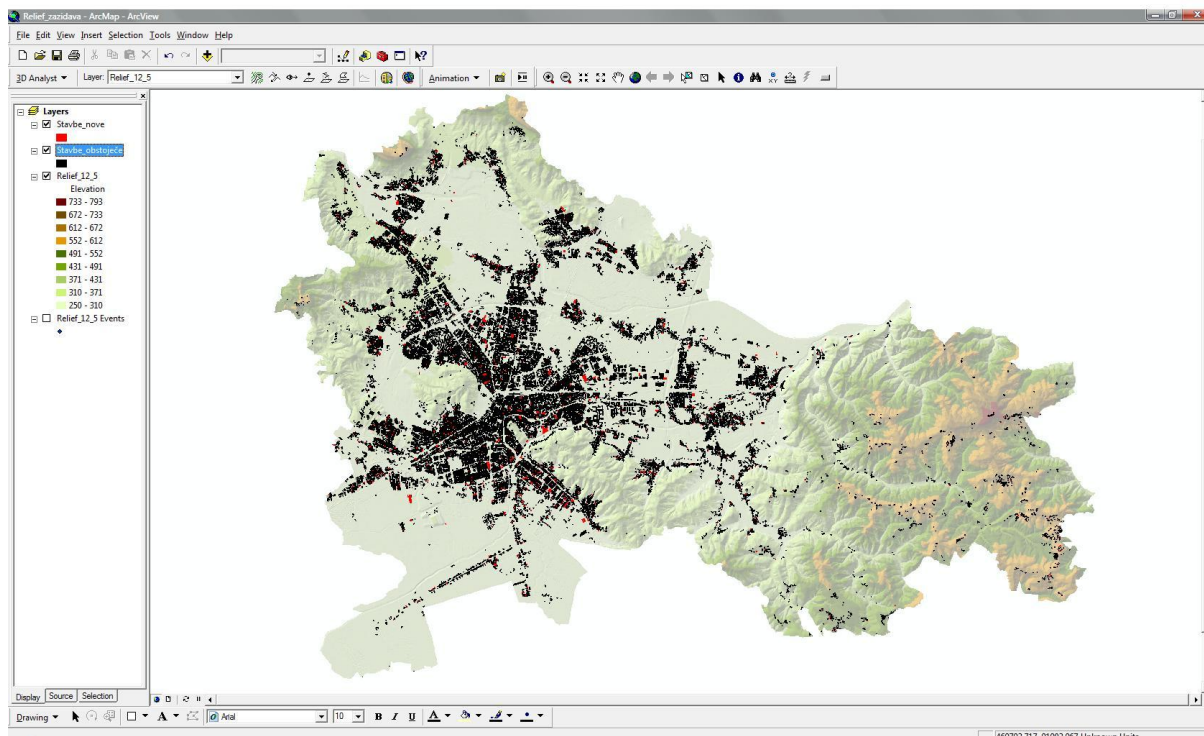 Relief_zazidava - ArcMap - ArcView
File Edit View Insert Selection Tools Window Help
3D Analyst Layer: Relief_12_5 Animation
Layers
Stavbe_nove
Stavbe_obstoječe
Relief_12_5
Elevation
733 - 793
672 - 733
612 - 672
552 - 612
491 - 552
431 - 491
371 - 431
310 - 371
250 - 310
Relief_12_5 Events
Display Source Selection
Drawing A Arial 10 B I U A
Unknown Units